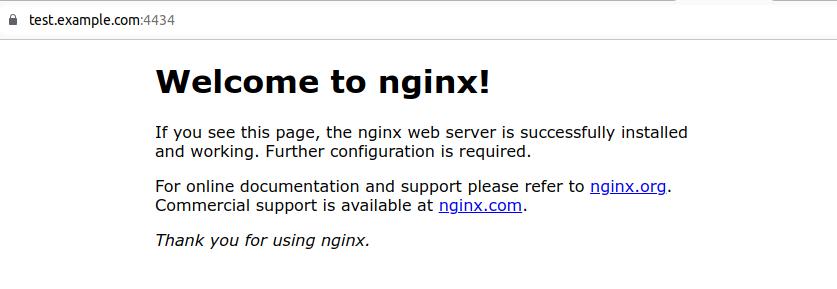 test.example.com:4434
Welcome to nginx!
If you see this page, the nginx web server is successfully installed
and working. Further configuration is required.
For online documentation and support please refer to nginx.org.
Commercial support is available at nginx.com.
Thank you for using nginx.